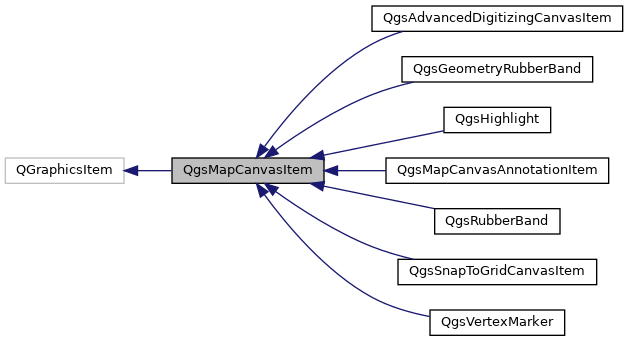 QgsAdvancedDigitizingCanvasItem
QgsGeometryRubberBand
QgsHighlight
QGraphicsItem
QgsMapCanvasItem
QgsMapCanvasAnnotationItem
QgsRubberBand
QgsSnapToGridCanvasItem
QgsVertexMarker